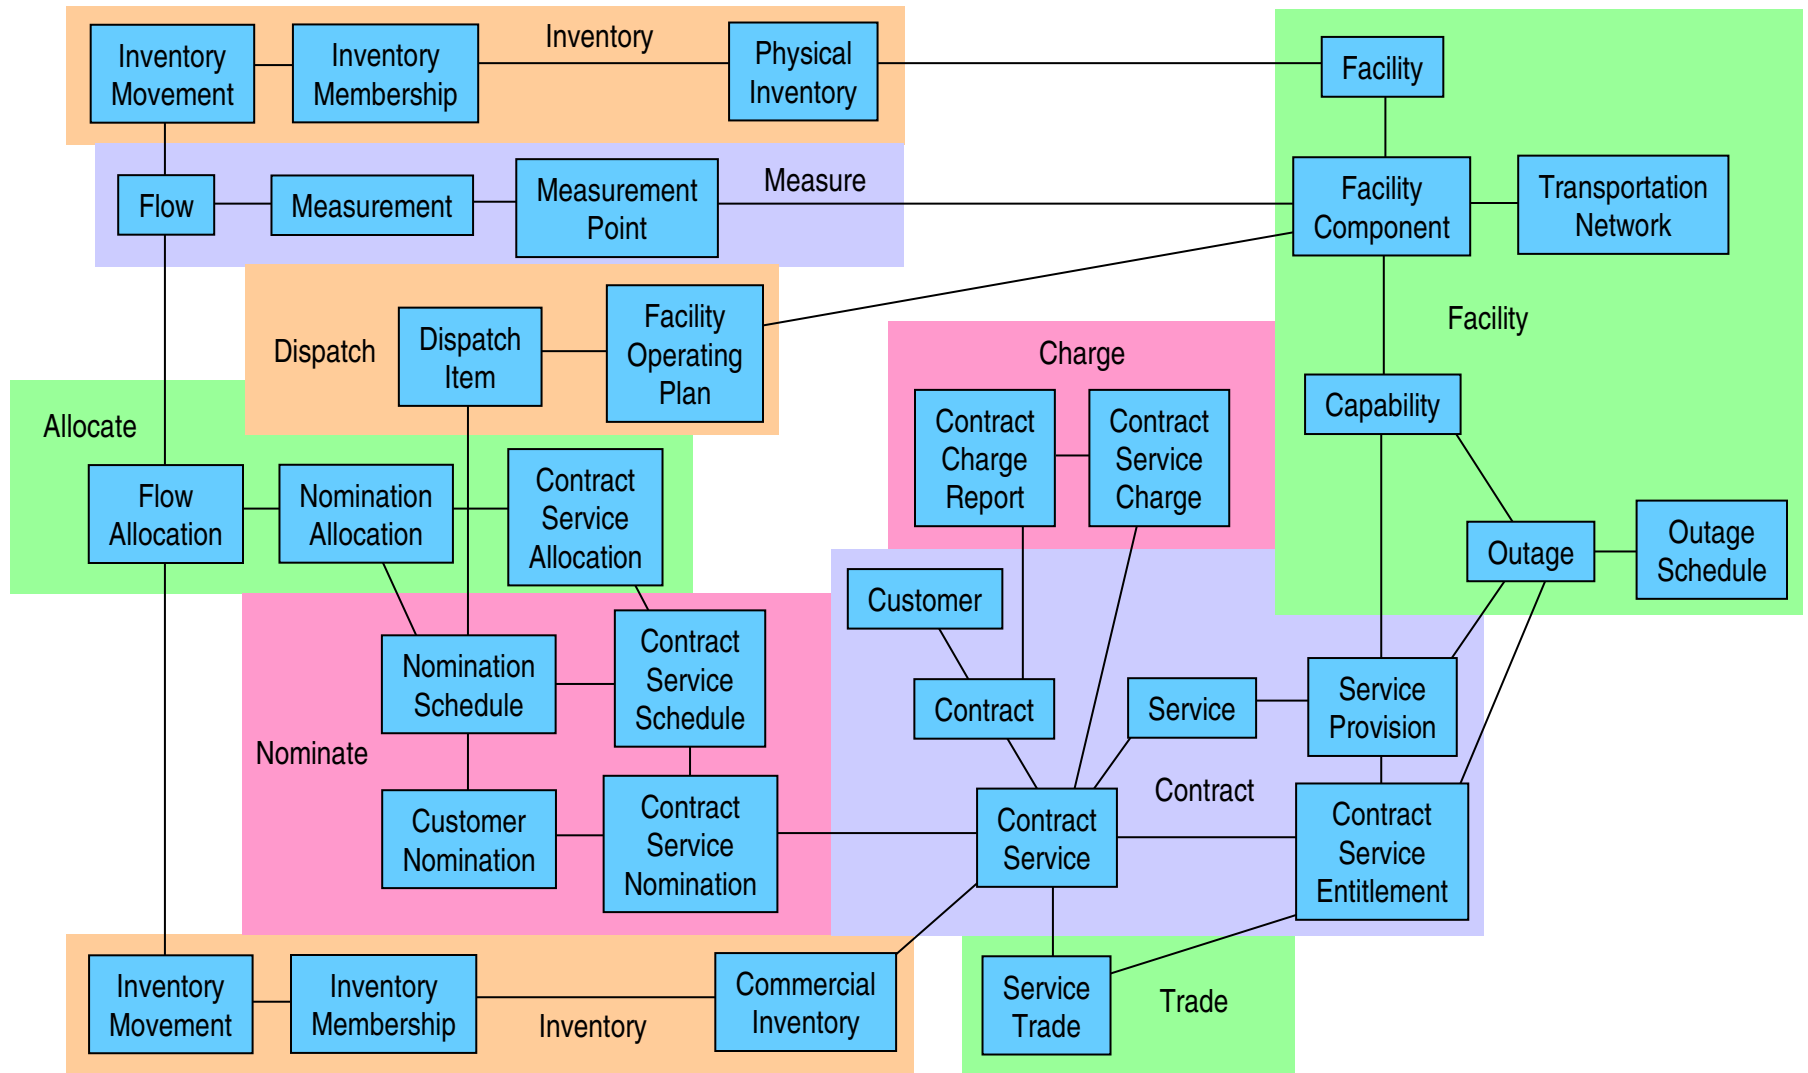 Inventory
Movement
Inventory
Membership
Inventory
Physical
Inventory
Facility
Flow
Measurement
Measurement
Point
Measure
Facility
Component
Transportation
Network
Dispatch
Dispatch
Item
Facility
Operating
Plan
Facility
Charge
Contract
Charge
Report
Contract
Service
Charge
Capability
Allocate
Flow
Allocation
Nomination
Allocation
Contract
Service
Allocation
Outage
Outage
Schedule
Customer
Contract
Service
Service
Provision
Nomination
Schedule
Contract
Service
Schedule
Nominate
Customer
Nomination
Contract
Service
Nomination
Contract
Contract
Service
Contract
Service
Entitlement
Inventory
Movement
Inventory
Membership
Inventory
Commercial
Inventory
Service
Trade
Trade